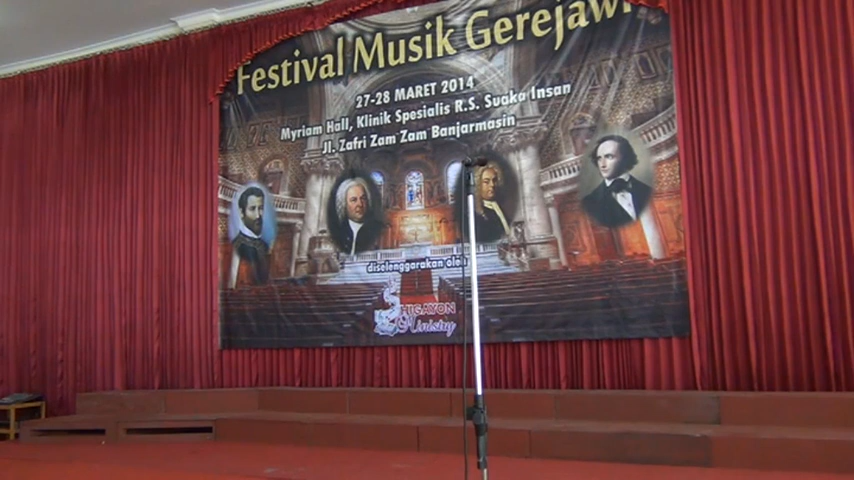 Festival Musik Gerejawi
27-28 MARET 2014
Myriam Hall, Klinik Spesialis R.S. Suaka Insan
Jl. Zafri Zam Zam Banjarmasin
diselenggarakan oleh
SHIGAYON
Ministry